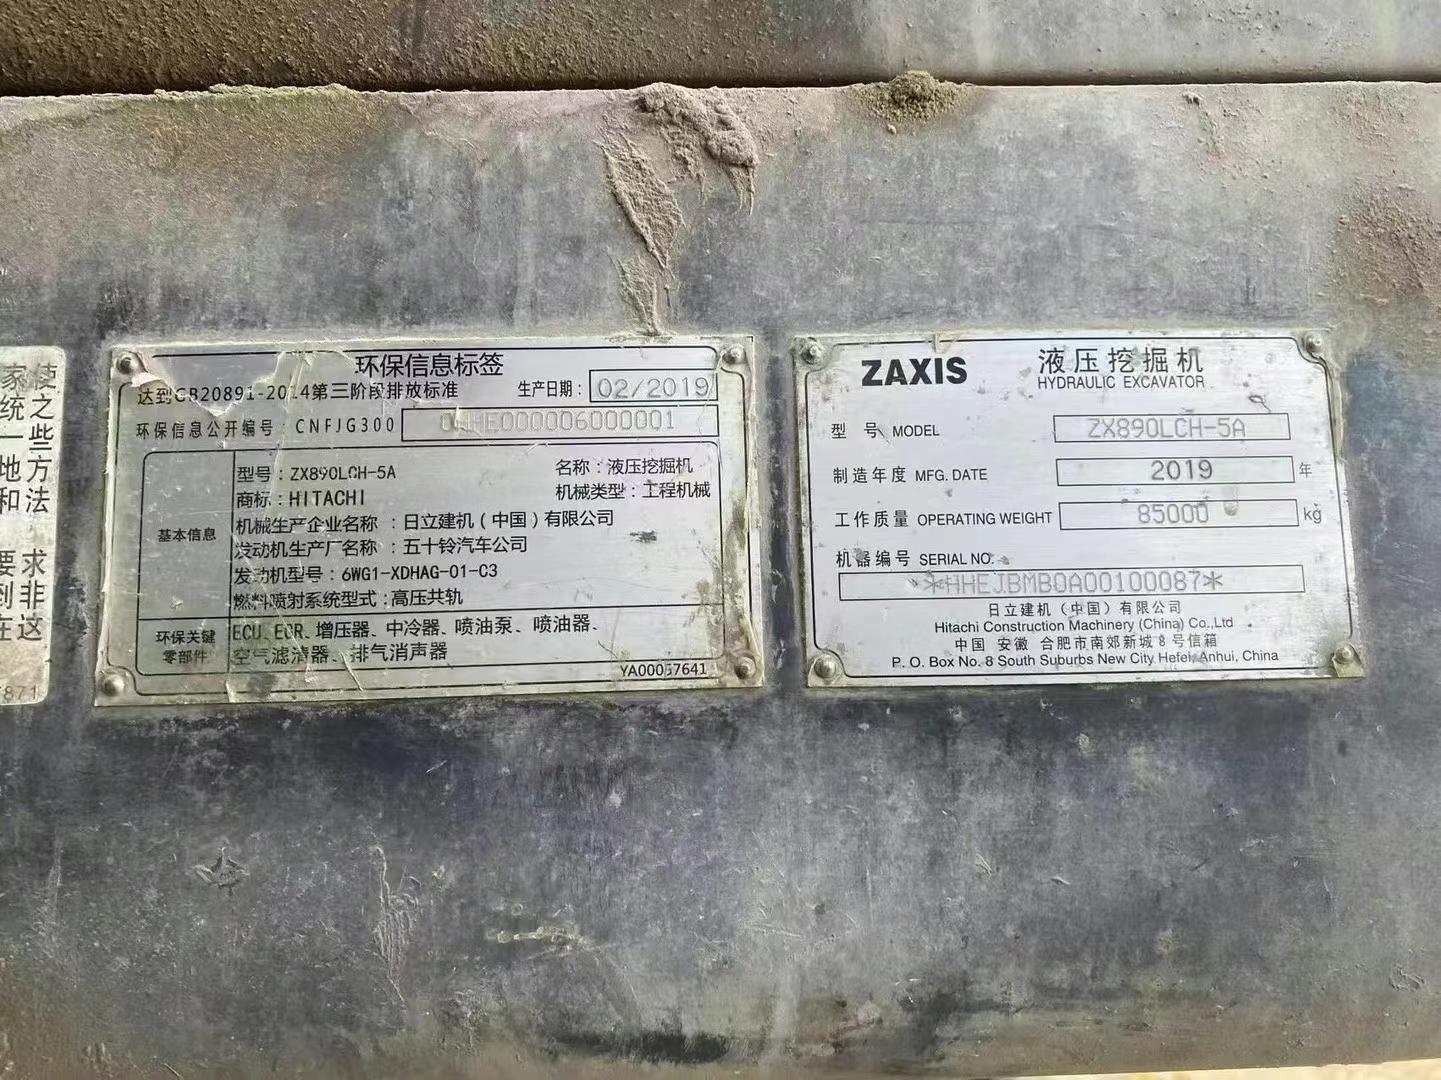 家使
统之
一些
地方
和法
要求
到非
在这
871
环保信息标签
达到GB20891-2014第三阶段排放标准 生产日期: 02/2019
环保信息公开编号: CNFJG300 0HHE000006000001
基本信息
型号: ZX890LCH-5A 名称: 液压挖掘机
商标: HITACHI 机械类型: 工程机械
机械生产企业名称 : 日立建机(中国)有限公司
发动机生产厂名称 : 五十铃汽车公司
发动机型号: 6WG1-XDHAG-01-C3
燃料喷射系统型式: 高压共轨
环保关键零部件
ECU、EGR、增压器、中冷器、喷油泵、喷油器、
空气滤清器、排气消声器
YA00057641
ZAXIS 液压挖掘机
HYDRAULIC EXCAVATOR
型号 MODEL ZX890LCH-5A
制造年度 MFG. DATE 2019 年
工作质量 OPERATING WEIGHT 85000 kg
机器编号 SERIAL NO.
*HHEJBMB0A00100087*
日立建机(中国)有限公司
Hitachi Construction Machinery (China) Co.,Ltd
中国 安徽 合肥市南郊新城8号信箱
P. O. Box No. 8 South Suburbs New City Hefei, Anhui, China